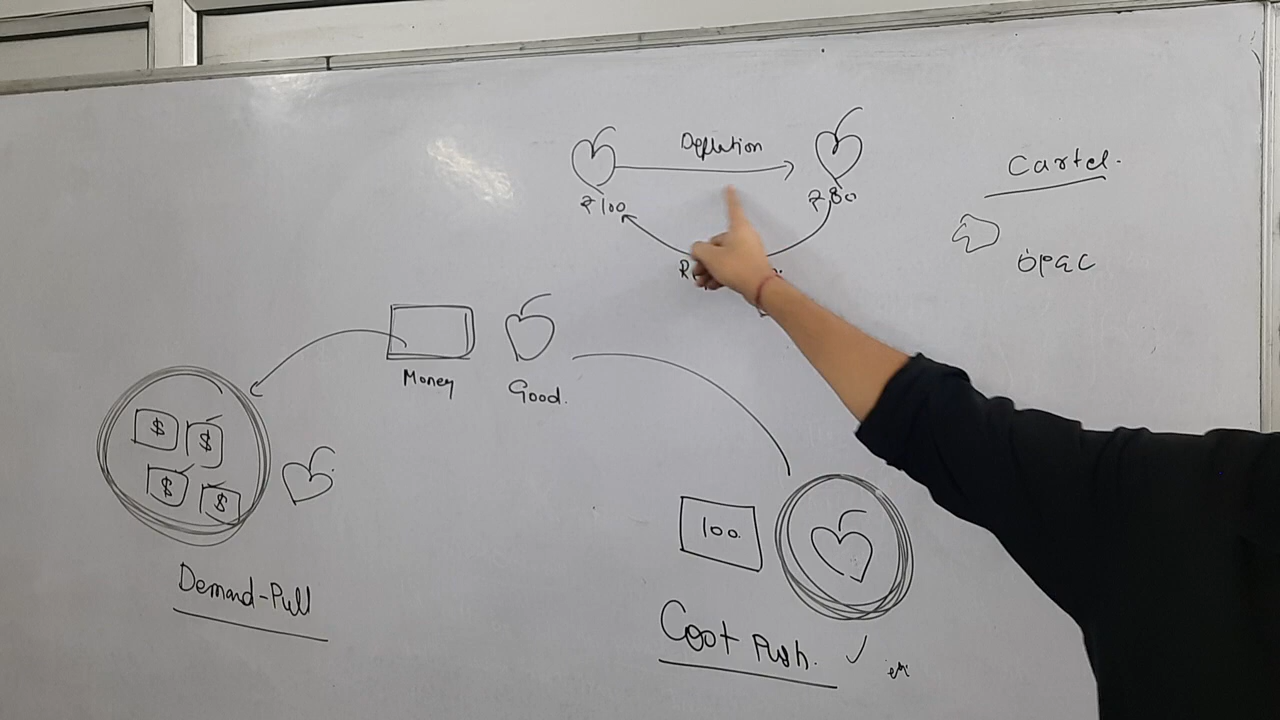 Deflation
₹100
₹80
Cartel.
OPEC
Money
Good.
$ $
$ $
Demand-Pull
100
Cost Push.